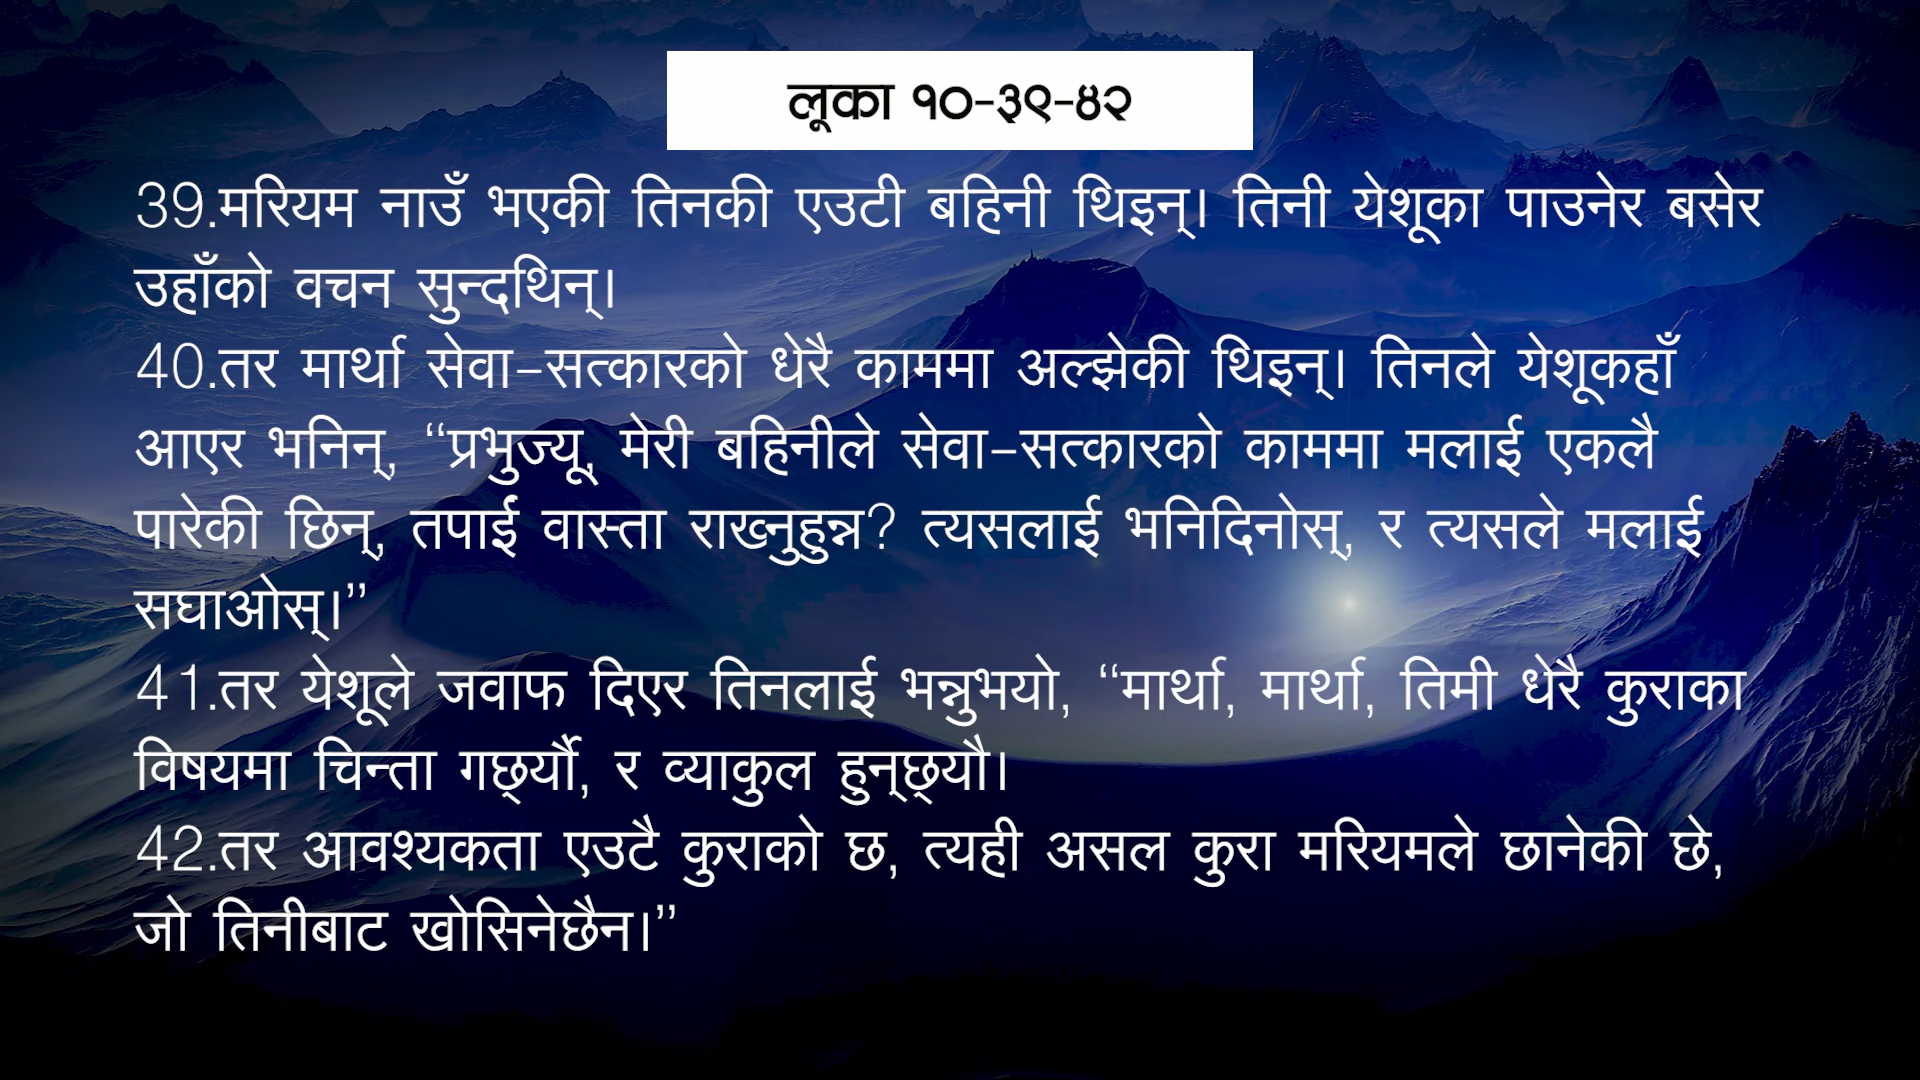 लूका १०-३९-४२
39.मरियम नाउँ भएकी तिनकी एउटी बहिनी थिइन्। तिनी येशूका पाउनेर बसेर
उहाँको वचन सुन्दथिन्।
40.तर मार्था सेवा-सत्कारको धेरै काममा अल्झेकी थिइन्। तिनले येशूकहाँ
आएर भनिन्, “प्रभुज्यू, मेरी बहिनीले सेवा-सत्कारको काममा मलाई एकलै
पारेकी छिन्, तपाईं वास्ता राख्नुहुन्न? त्यसलाई भनिदिनोस्, र त्यसले मलाई
सघाओस्।”
41.तर येशूले जवाफ दिएर तिनलाई भन्नुभयो, “मार्था, मार्था, तिमी धेरै कुराका
विषयमा चिन्ता गर्छ्यौ, र व्याकुल हुन्छ्यौ।
42.तर आवश्यकता एउटै कुराको छ, त्यही असल कुरा मरियमले छानेकी छे,
जो तिनीबाट खोसिनेछैन।”